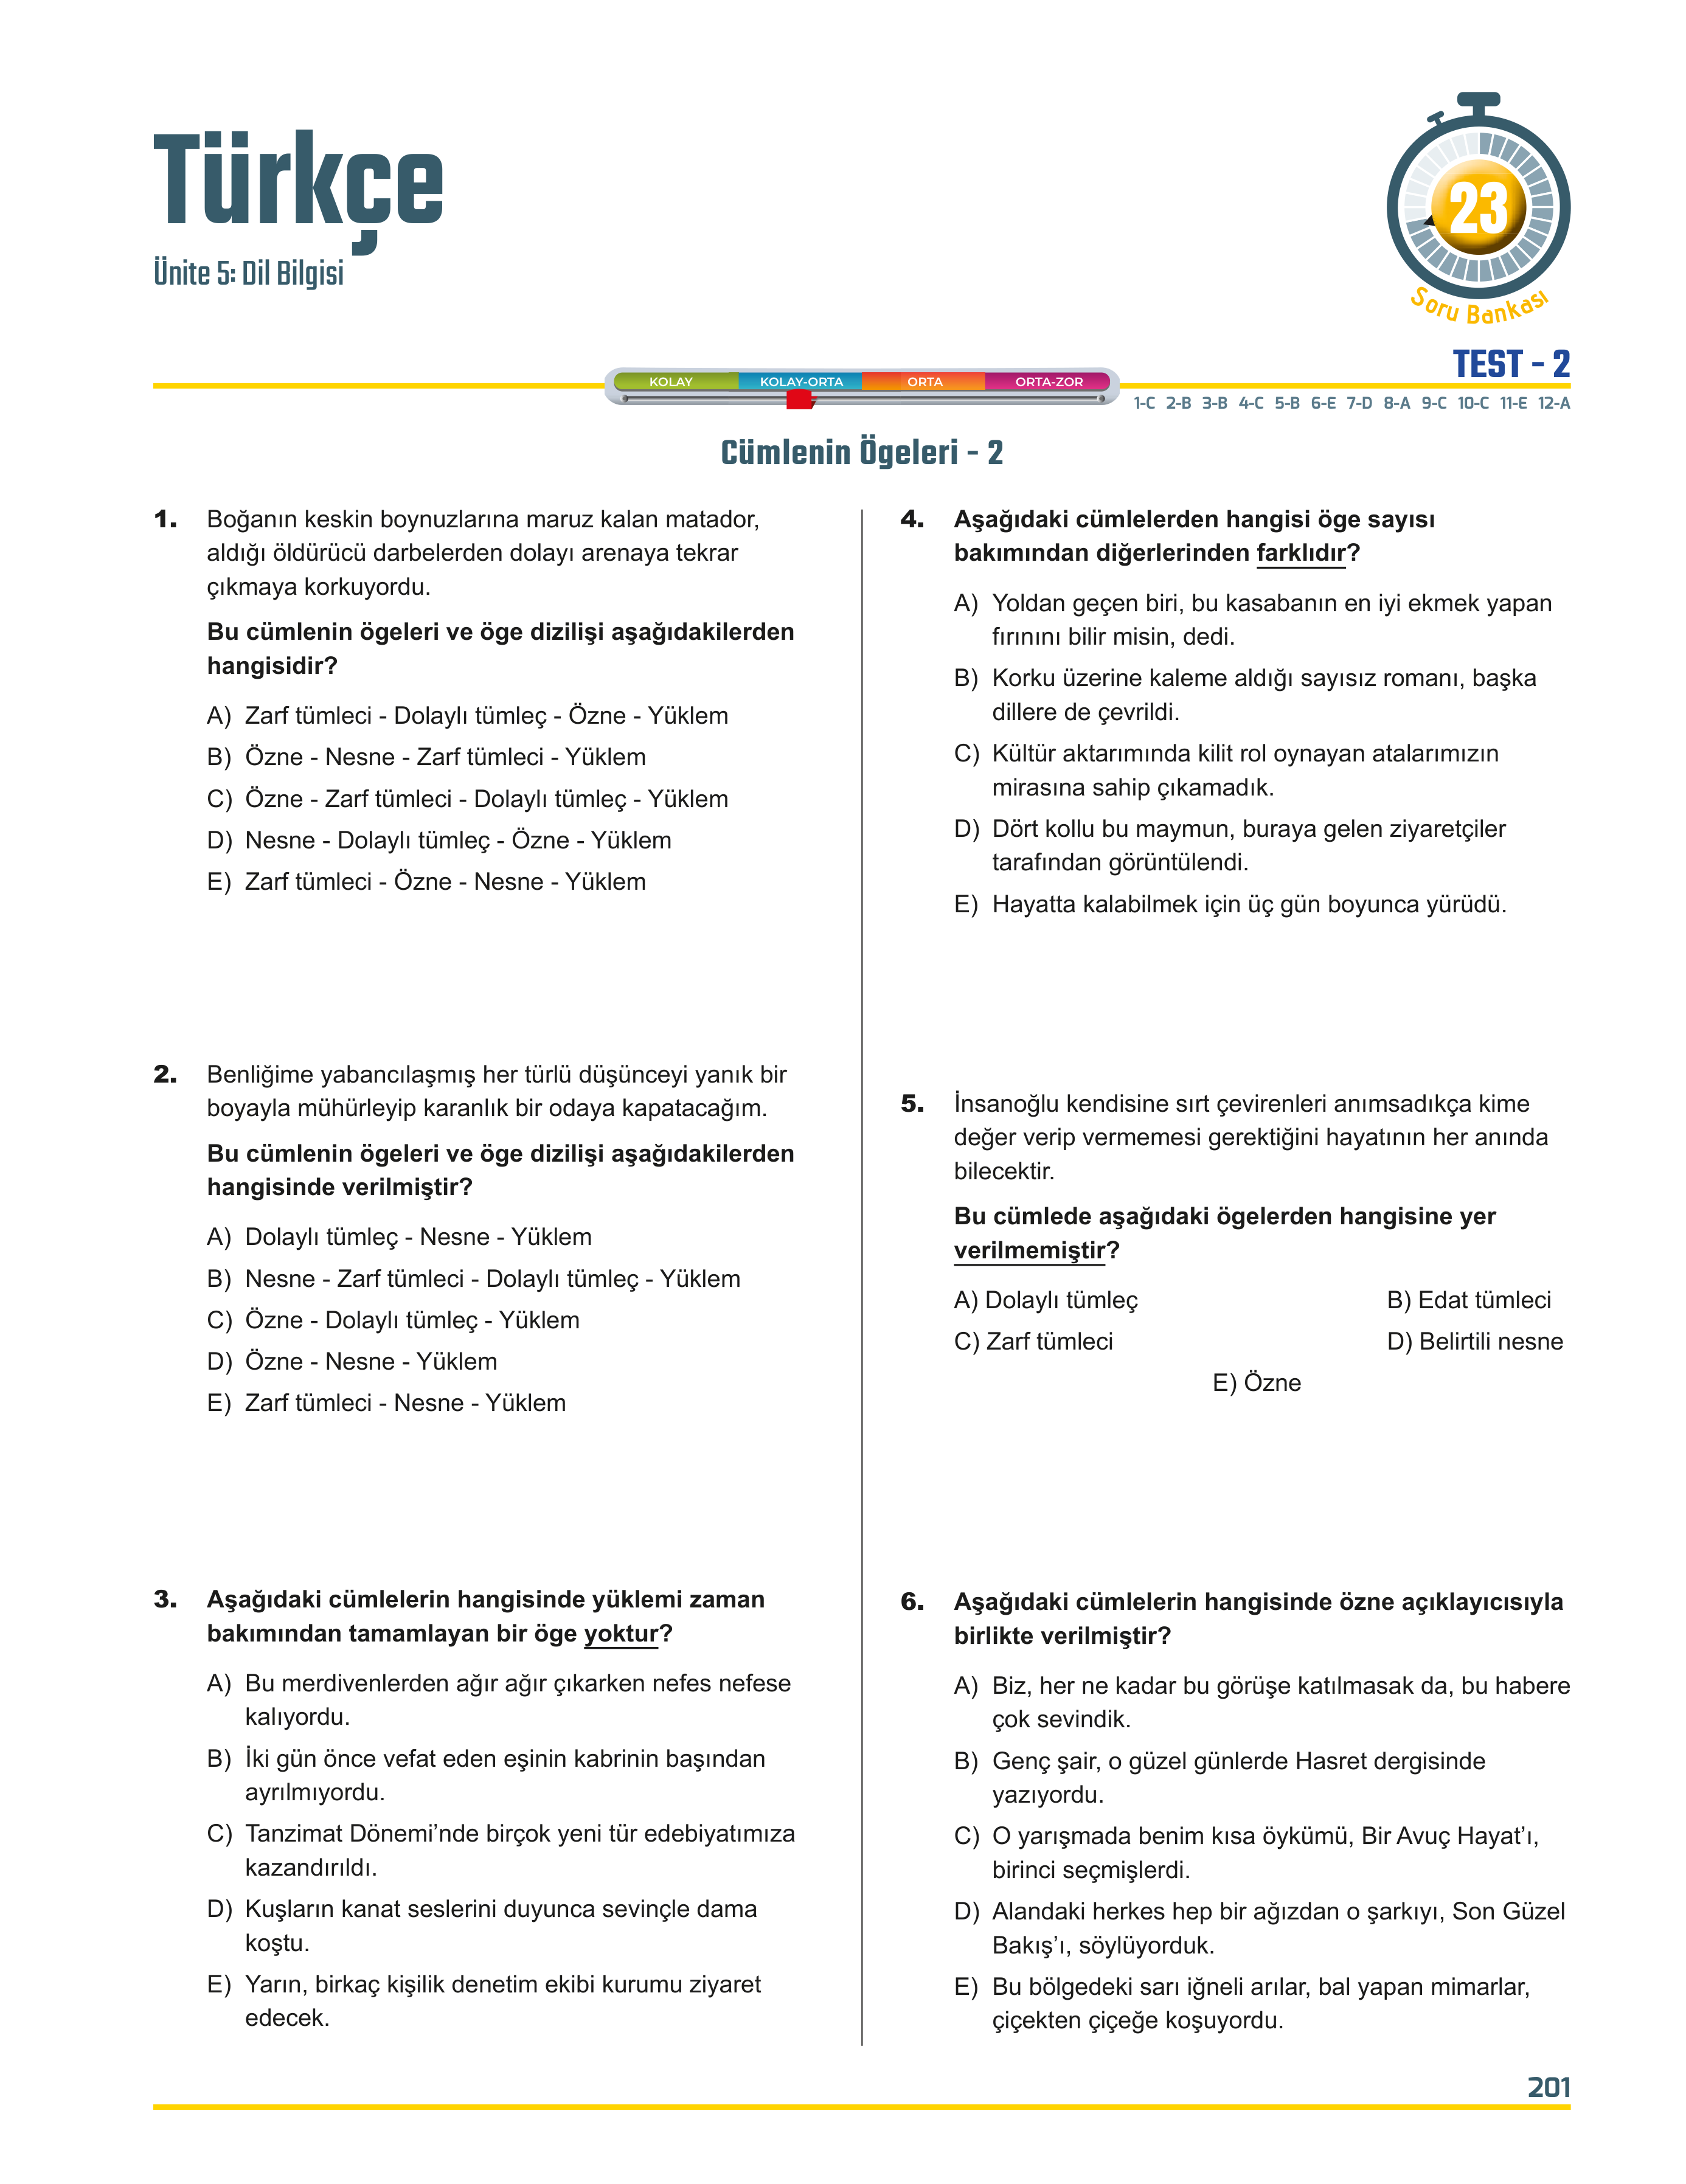 Türkçe
Ünite 5: Dil Bilgisi
23
Soru Bankası
TEST - 2
KOLAY KOLAY-ORTA ORTA ORTA-ZOR
1-C 2-B 3-B 4-C 5-B 6-E 7-D 8-A 9-C 10-C 11-E 12-A
Cümlenin Ögeleri - 2
1. Boğanın keskin boynuzlarına maruz kalan matador,
aldığı öldürücü darbelerden dolayı arenaya tekrar
çıkmaya korkuyordu.
Bu cümlenin ögeleri ve öge dizilişi aşağıdakilerden
hangisidir?
A) Zarf tümleci - Dolaylı tümleç - Özne - Yüklem
B) Özne - Nesne - Zarf tümleci - Yüklem
C) Özne - Zarf tümleci - Dolaylı tümleç - Yüklem
D) Nesne - Dolaylı tümleç - Özne - Yüklem
E) Zarf tümleci - Özne - Nesne - Yüklem
2. Benliğime yabancılaşmış her türlü düşünceyi yanık bir
boyayla mühürleyip karanlık bir odaya kapatacağım.
Bu cümlenin ögeleri ve öge dizilişi aşağıdakilerden
hangisinde verilmiştir?
A) Dolaylı tümleç - Nesne - Yüklem
B) Nesne - Zarf tümleci - Dolaylı tümleç - Yüklem
C) Özne - Dolaylı tümleç - Yüklem
D) Özne - Nesne - Yüklem
E) Zarf tümleci - Nesne - Yüklem
3. Aşağıdaki cümlelerin hangisinde yüklemi zaman
bakımından tamamlayan bir öge yoktur?
A) Bu merdivenlerden ağır ağır çıkarken nefes nefese
kalıyordu.
B) İki gün önce vefat eden eşinin kabrinin başından
ayrılmıyordu.
C) Tanzimat Dönemi’nde birçok yeni tür edebiyatımıza
kazandırıldı.
D) Kuşların kanat seslerini duyunca sevinçle dama
koştu.
E) Yarın, birkaç kişilik denetim ekibi kurumu ziyaret
edecek.
4. Aşağıdaki cümlelerden hangisi öge sayısı
bakımından diğerlerinden farklıdır?
A) Yoldan geçen biri, bu kasabanın en iyi ekmek yapan
fırınını bilir misin, dedi.
B) Korku üzerine kaleme aldığı sayısız romanı, başka
dillere de çevrildi.
C) Kültür aktarımında kilit rol oynayan atalarımızın
mirasına sahip çıkamadık.
D) Dört kollu bu maymun, buraya gelen ziyaretçiler
tarafından görüntülendi.
E) Hayatta kalabilmek için üç gün boyunca yürüdü.
5. İnsanoğlu kendisine sırt çevirenleri anımsadıkça kime
değer verip vermemesi gerektiğini hayatının her anında
bilecektir.
Bu cümlede aşağıdaki ögelerden hangisine yer
verilmemiştir?
A) Dolaylı tümleç B) Edat tümleci
C) Zarf tümleci D) Belirtili nesne
E) Özne
6. Aşağıdaki cümlelerin hangisinde özne açıklayıcısıyla
birlikte verilmiştir?
A) Biz, her ne kadar bu görüşe katılmasak da, bu habere
çok sevindik.
B) Genç şair, o güzel günlerde Hasret dergisinde
yazıyordu.
C) O yarışmada benim kısa öykümü, Bir Avuç Hayat’ı,
birinci seçmişlerdi.
D) Alandaki herkes hep bir ağızdan o şarkıyı, Son Güzel
Bakış’ı, söylüyorduk.
E) Bu bölgedeki sarı iğneli arılar, bal yapan mimarlar,
çiçekten çiçeğe koşuyordu.
201